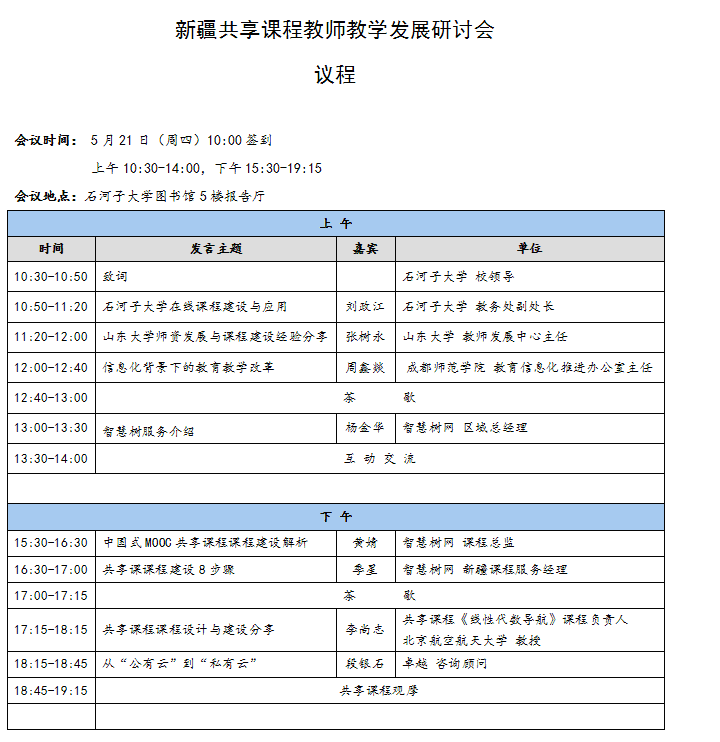 新疆共享课程教师教学发展研讨会
议程
会议时间： 5月21日（周四）10:00签到
上午10:30-14:00，下午15:30-19:15
会议地点：石河子大学图书馆5楼报告厅
上 午
时间 发言主题 嘉宾 单位
10:30-10:50 致词 石河子大学 校领导
10:50-11:20 石河子大学在线课程建设与应用 刘政江 石河子大学 教务处副处长
11:20-12:00 山东大学师资发展与课程建设经验分享 张树永 山东大学 教师发展中心主任
12:00-12:40 信息化背景下的教育教学改革 周鑫燚 成都师范学院 教育信息化推进办公室主任
12:40-13:00 茶 歇
13:00-13:30 智慧树服务介绍 杨金华 智慧树网 区域总经理
13:30-14:00 互 动 交 流
下 午
15:30-16:30 中国式MOOC共享课程课程建设解析 黄婧 智慧树网 课程总监
16:30-17:00 共享课课程建设8步骤 季星 智慧树网 新疆课程服务经理
17:00-17:15 茶 歇
17:15-18:15 共享课程课程设计与建设分享 李尚志 共享课程《线性代数导航》课程负责人
北京航空航天大学 教授
18:15-18:45 从“公有云”到“私有云” 段银石 卓越 咨询顾问
18:45-19:15 共享课程观摩